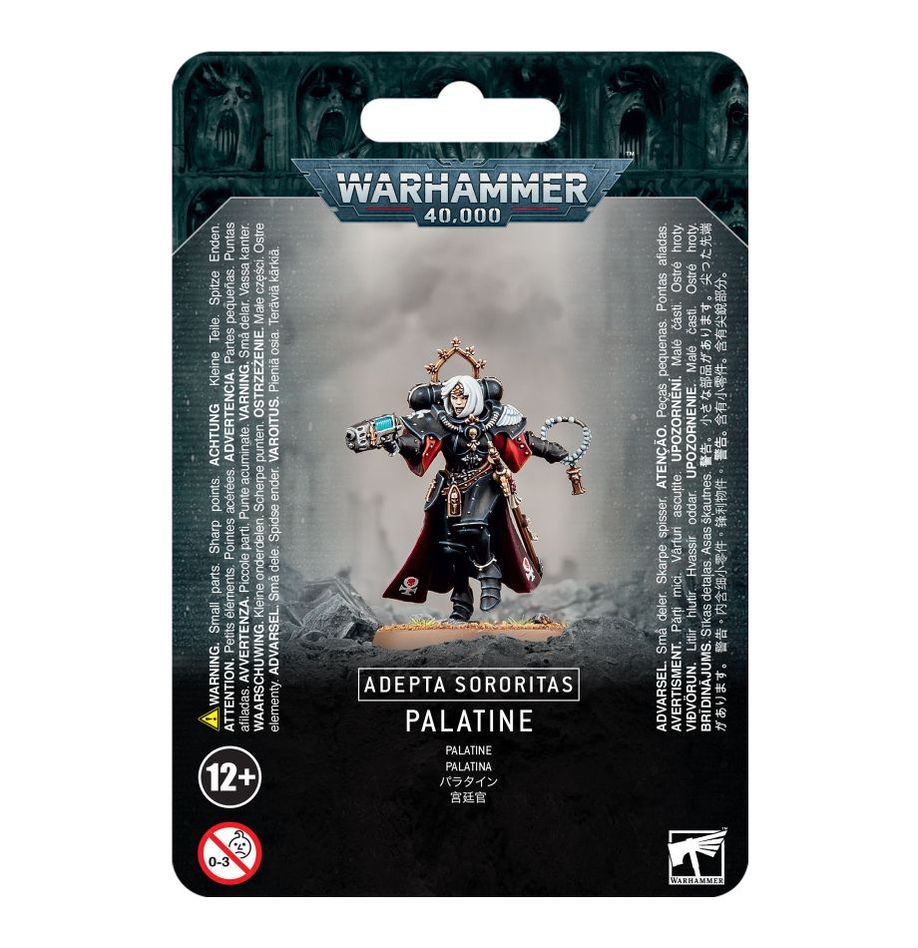 WARHAMMER™
40,000
⚠WARNING. Small parts. Sharp points. ACHTUNG Kleine Teile. Spitze Enden.
ATTENTION. Petits éléments. Pointes acérées. ADVERTENCIA. Partes pequeñas. Puntas
afiladas. AVVERTENZA. Piccole parti. Punte acuminate. VARNING. Små delar. Vassa kanter.
WAARSCHUWING. Kleine onderdelen. Scherpe punten. OSTRZEŻENIE. Małe części. Ostre
elementy. ADVARSEL. Små dele. Spidse ender. VAROITUS. Pieniä osia. Teräviä kärkiä.
ADVARSEL. Små deler. Skarpe spisser. ATENÇÃO. Peças pequenas. Pontas afiadas.
AVERTISMENT. Părți mici. Vârfuri ascuțite. UPOZORNĚNÍ. Malé části. Ostré hroty.
VIÐVÖRUN. Litlir hlutir. Hvassir oddar. UPOZORNENIE. Malé časti. Ostré hroty.
BRĪDINĀJUMS. Sīkas detaļas. Asas šķautnes. 警告。小さな部品があります。尖った先端
があります。警告。内含细小零件。锋利物件。警告。含有小零件。含有尖銳部分。
ADEPTA SORORITAS
PALATINE
PALATINE
PALATINA
パラタイン
宫廷官
12+
0-3
WARHAMMER™